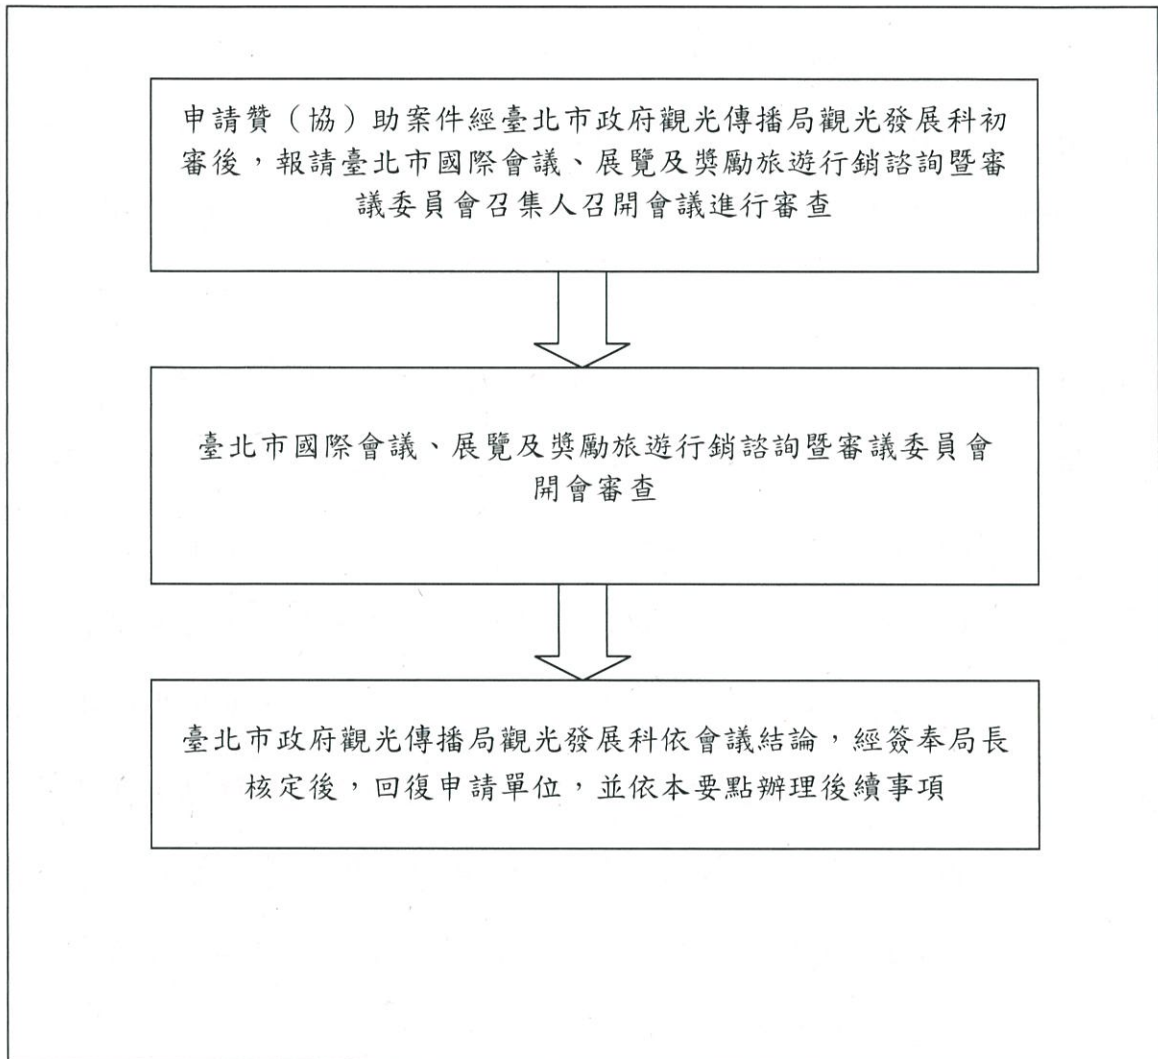 申請贊（協）助案件經臺北市政府觀光傳播局觀光發展科初
審後，報請臺北市國際會議、展覽及獎勵旅遊行銷諮詢暨審
議委員會召集人召開會議進行審查
臺北市國際會議、展覽及獎勵旅遊行銷諮詢暨審議委員會
開會審查
臺北市政府觀光傳播局觀光發展科依會議結論，經簽奉局長
核定後，回復申請單位，並依本要點辦理後續事項